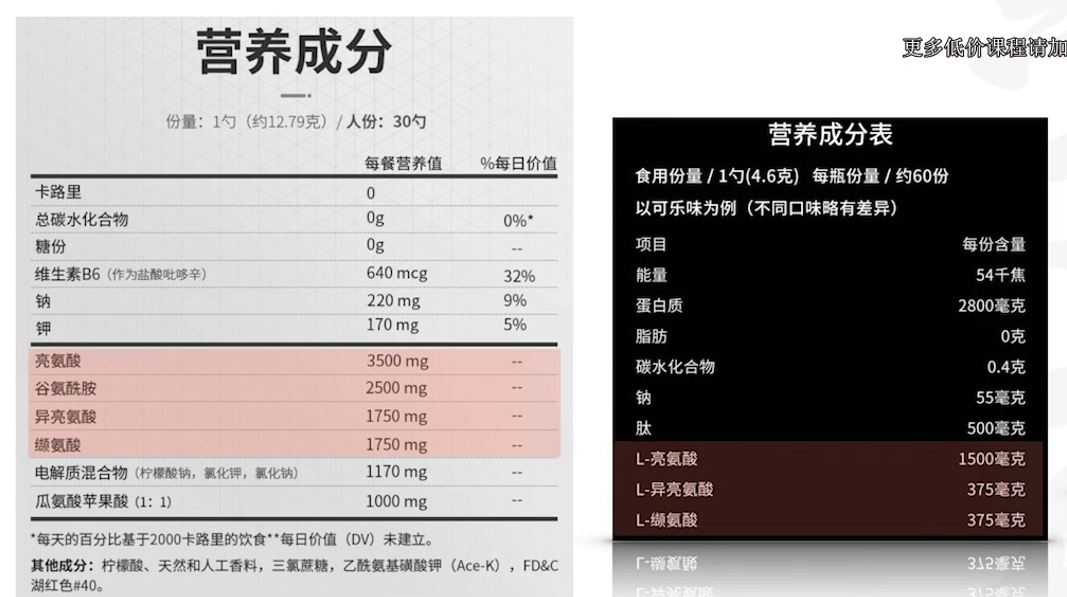 营养成分
份量：1勺（约12.79克）/ 人份：30勺
每餐营养值 %每日价值
卡路里 0
总碳水化合物 0g 0%*
糖份 0g --
维生素B6（作为盐酸吡哆辛） 640 mcg 32%
钠 220 mg 9%
钾 170 mg 5%
亮氨酸 3500 mg --
谷氨酰胺 2500 mg --
异亮氨酸 1750 mg --
缬氨酸 1750 mg --
电解质混合物（柠檬酸钠，氯化钾，氯化钠） 1170 mg --
瓜氨酸苹果酸（1：1） 1000 mg --
*每天的百分比基于2000卡路里的饮食**每日价值（DV）未建立。
其他成分：柠檬酸、天然和人工香料，三氯蔗糖，乙酰氨基磺酸钾（Ace-K），FD&C
湖红色#40。
更多低价课程请加
营养成分表
食用份量 / 1勺(4.6克) 每瓶份量 / 约60份
以可乐味为例（不同口味略有差异）
项目 每份含量
能量 54千焦
蛋白质 2800毫克
脂肪 0克
碳水化合物 0.4克
钠 55毫克
肽 500毫克
L-亮氨酸 1500毫克
L-异亮氨酸 375毫克
L-缬氨酸 375毫克